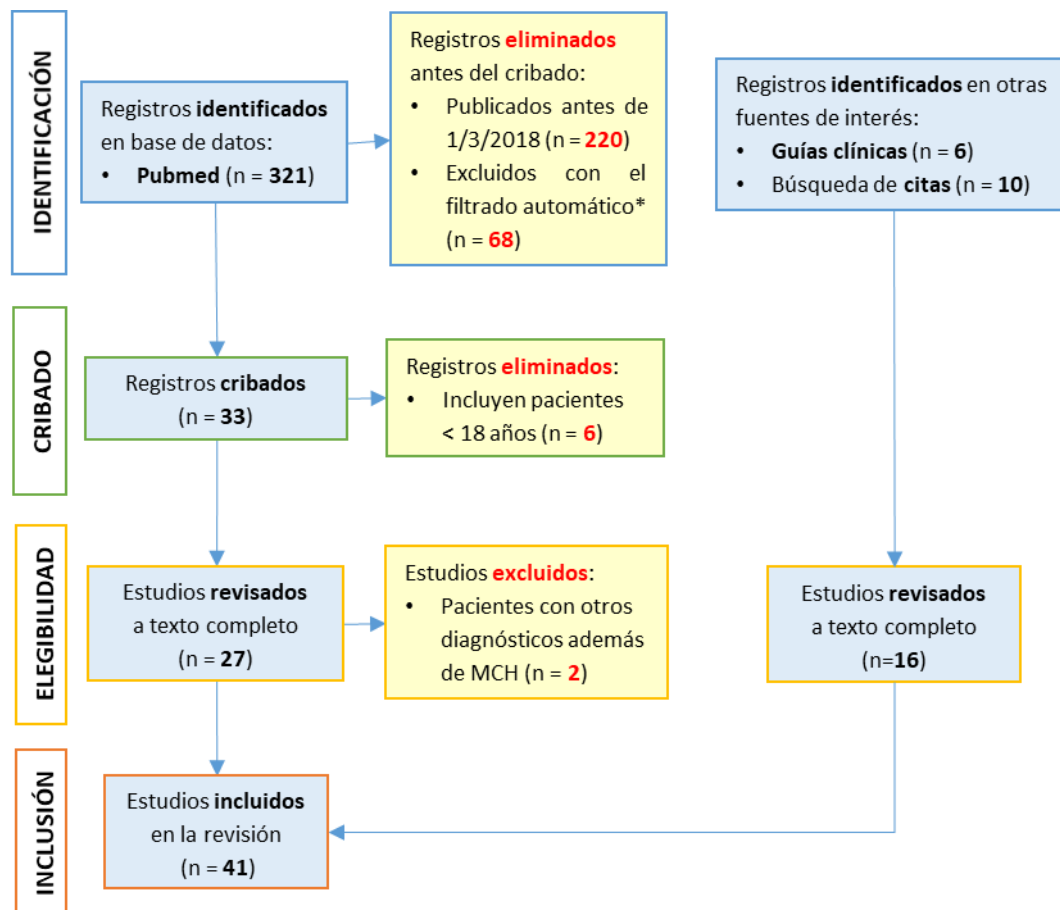 IDENTIFICACIÓN
Registros identificados
en base de datos:
• Pubmed (n = 321)
Registros eliminados
antes del cribado:
• Publicados antes de
1/3/2018 (n = 220)
• Excluidos con el
filtrado automático*
(n = 68)
Registros identificados en otras
fuentes de interés:
• Guías clínicas (n = 6)
• Búsqueda de citas (n = 10)
CRIBADO
Registros cribados
(n = 33)
Registros eliminados:
• Incluyen pacientes
< 18 años (n = 6)
ELEGIBILIDAD
Estudios revisados
a texto completo
(n = 27)
Estudios excluidos:
• Pacientes con otros
diagnósticos además
de MCH (n = 2)
Estudios revisados
a texto completo
(n=16)
INCLUSIÓN
Estudios incluidos
en la revisión
(n = 41)